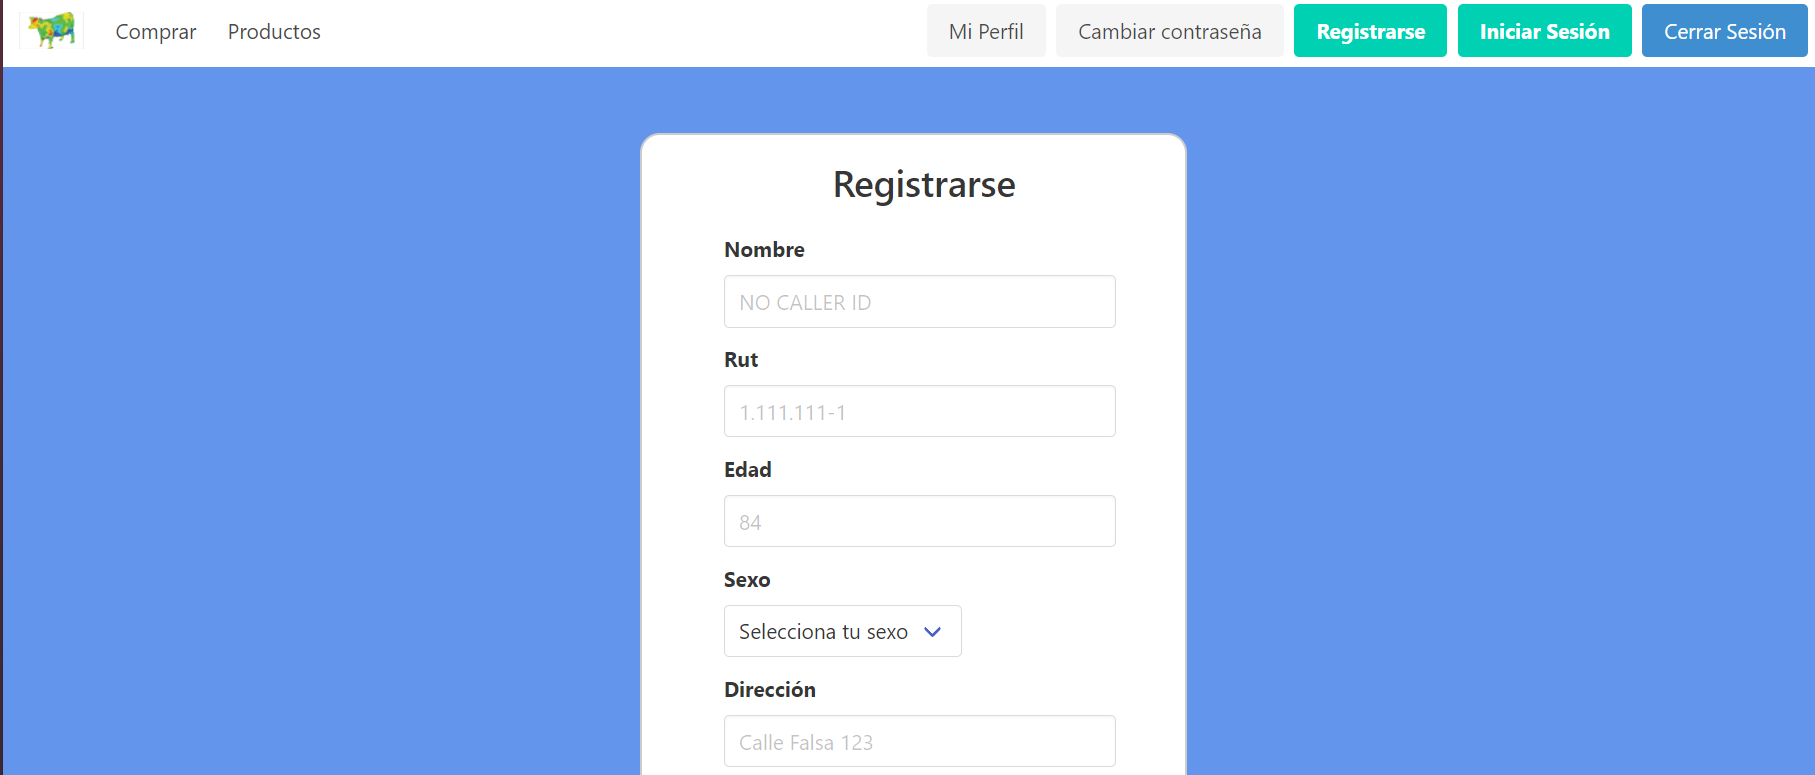 Comprar Productos Mi Perfil Cambiar contraseña Registrarse Iniciar Sesión Cerrar Sesión
Registrarse
Nombre
NO CALLER ID
Rut
1.111.111-1
Edad
84
Sexo
Selecciona tu sexo
Dirección
Calle Falsa 123